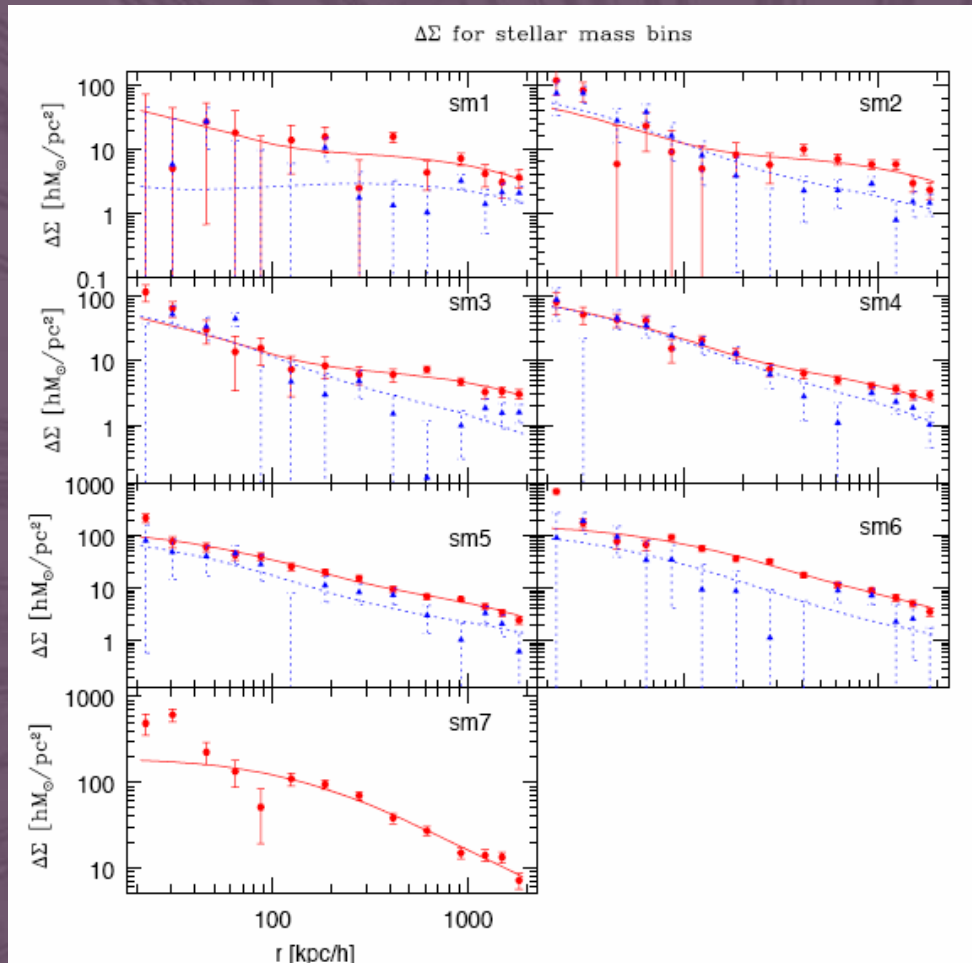 ΔΣ for stellar mass bins
100
10
1
0.1
ΔΣ [hM☉/pc²]
sm1
sm2
100
10
1
ΔΣ [hM☉/pc²]
sm3
sm4
1000
100
10
1
ΔΣ [hM☉/pc²]
sm5
sm6
1000
100
10
ΔΣ [hM☉/pc²]
sm7
100
1000
r [kpc/h]